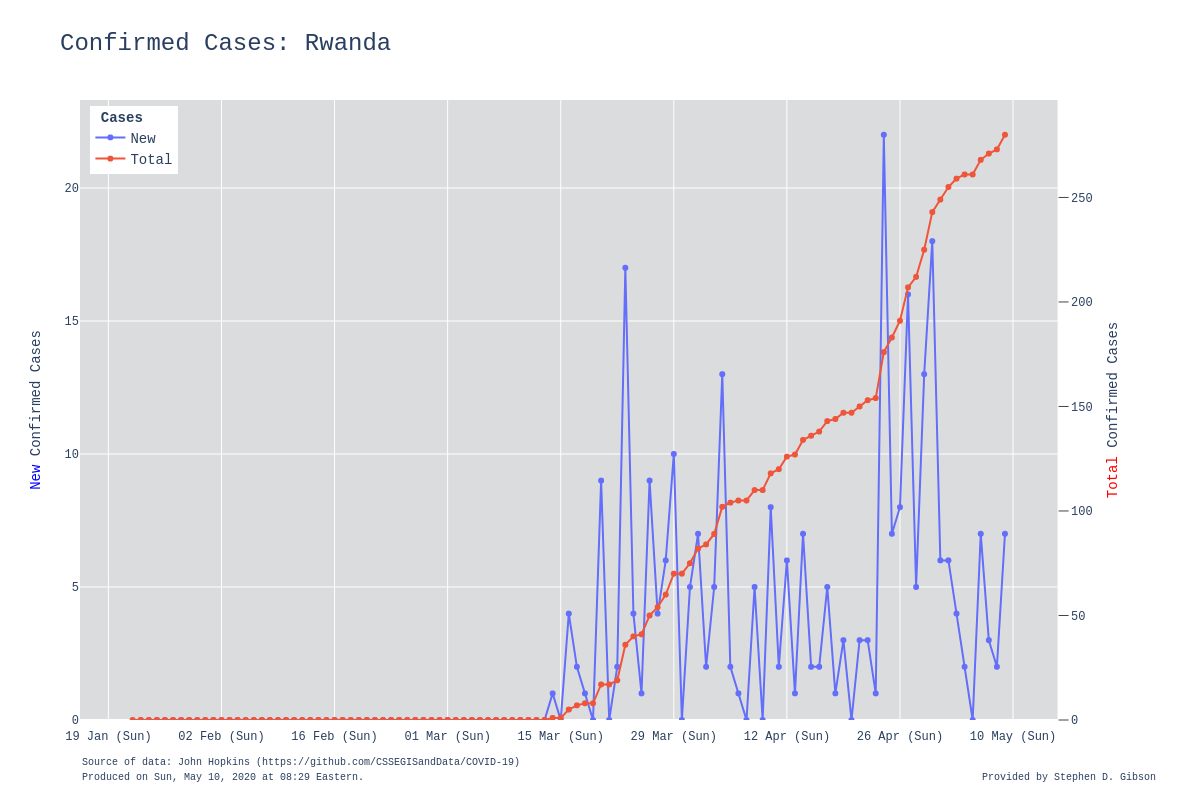 Confirmed Cases: Rwanda
Cases
New
Total
20
15
10
5
0
250
200
150
100
50
0
New Confirmed Cases
Total Confirmed Cases
19 Jan (Sun) 02 Feb (Sun) 16 Feb (Sun) 01 Mar (Sun) 15 Mar (Sun) 29 Mar (Sun) 12 Apr (Sun) 26 Apr (Sun) 10 May (Sun)
Source of data: John Hopkins (https://github.com/CSSEGISandData/COVID-19)
Produced on Sun, May 10, 2020 at 08:29 Eastern.
Provided by Stephen D. Gibson